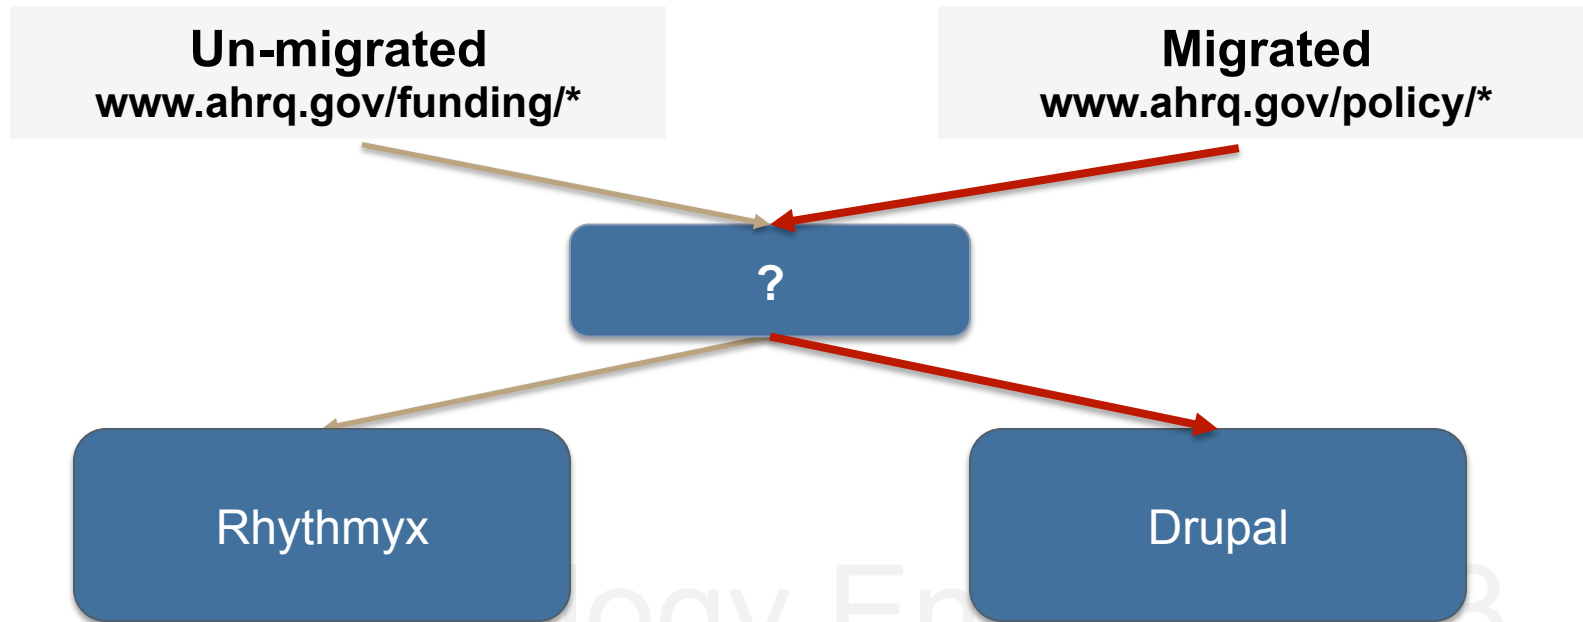 Un-migrated
www.ahrq.gov/funding/*
Migrated
www.ahrq.gov/policy/*
?
Rhythmyx
Drupal